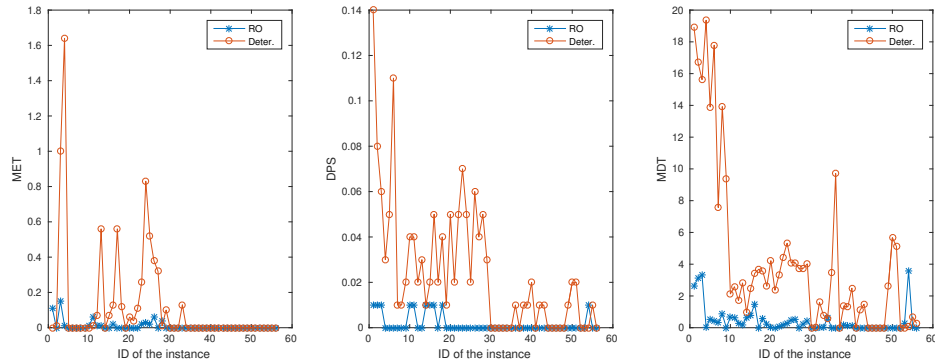 RO
Deter.
MET
1.8
1.6
1.4
1.2
1
0.8
0.6
0.4
0.2
0
0 10 20 30 40 50 60
ID of the instance
RO
Deter.
DPS
0.14
0.12
0.1
0.08
0.06
0.04
0.02
0
0 10 20 30 40 50 60
ID of the instance
RO
Deter.
MDT
20
18
16
14
12
10
8
6
4
2
0
0 10 20 30 40 50 60
ID of the instance